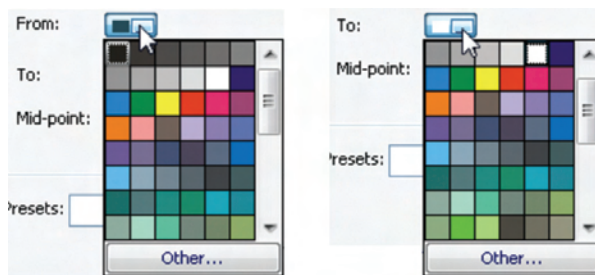 From:
To:
Mid-point:
Presets:
Other...
To:
Mid-point:
Presets:
Other...